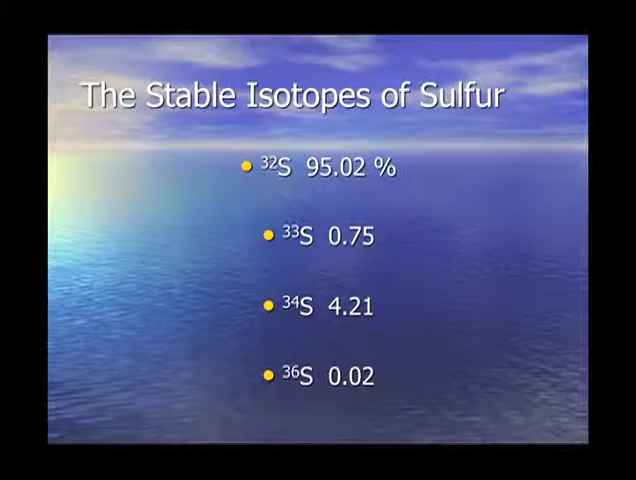 The Stable Isotopes of Sulfur
• ³²S 95.02 %
• ³³S 0.75
• ³⁴S 4.21
• ³⁶S 0.02